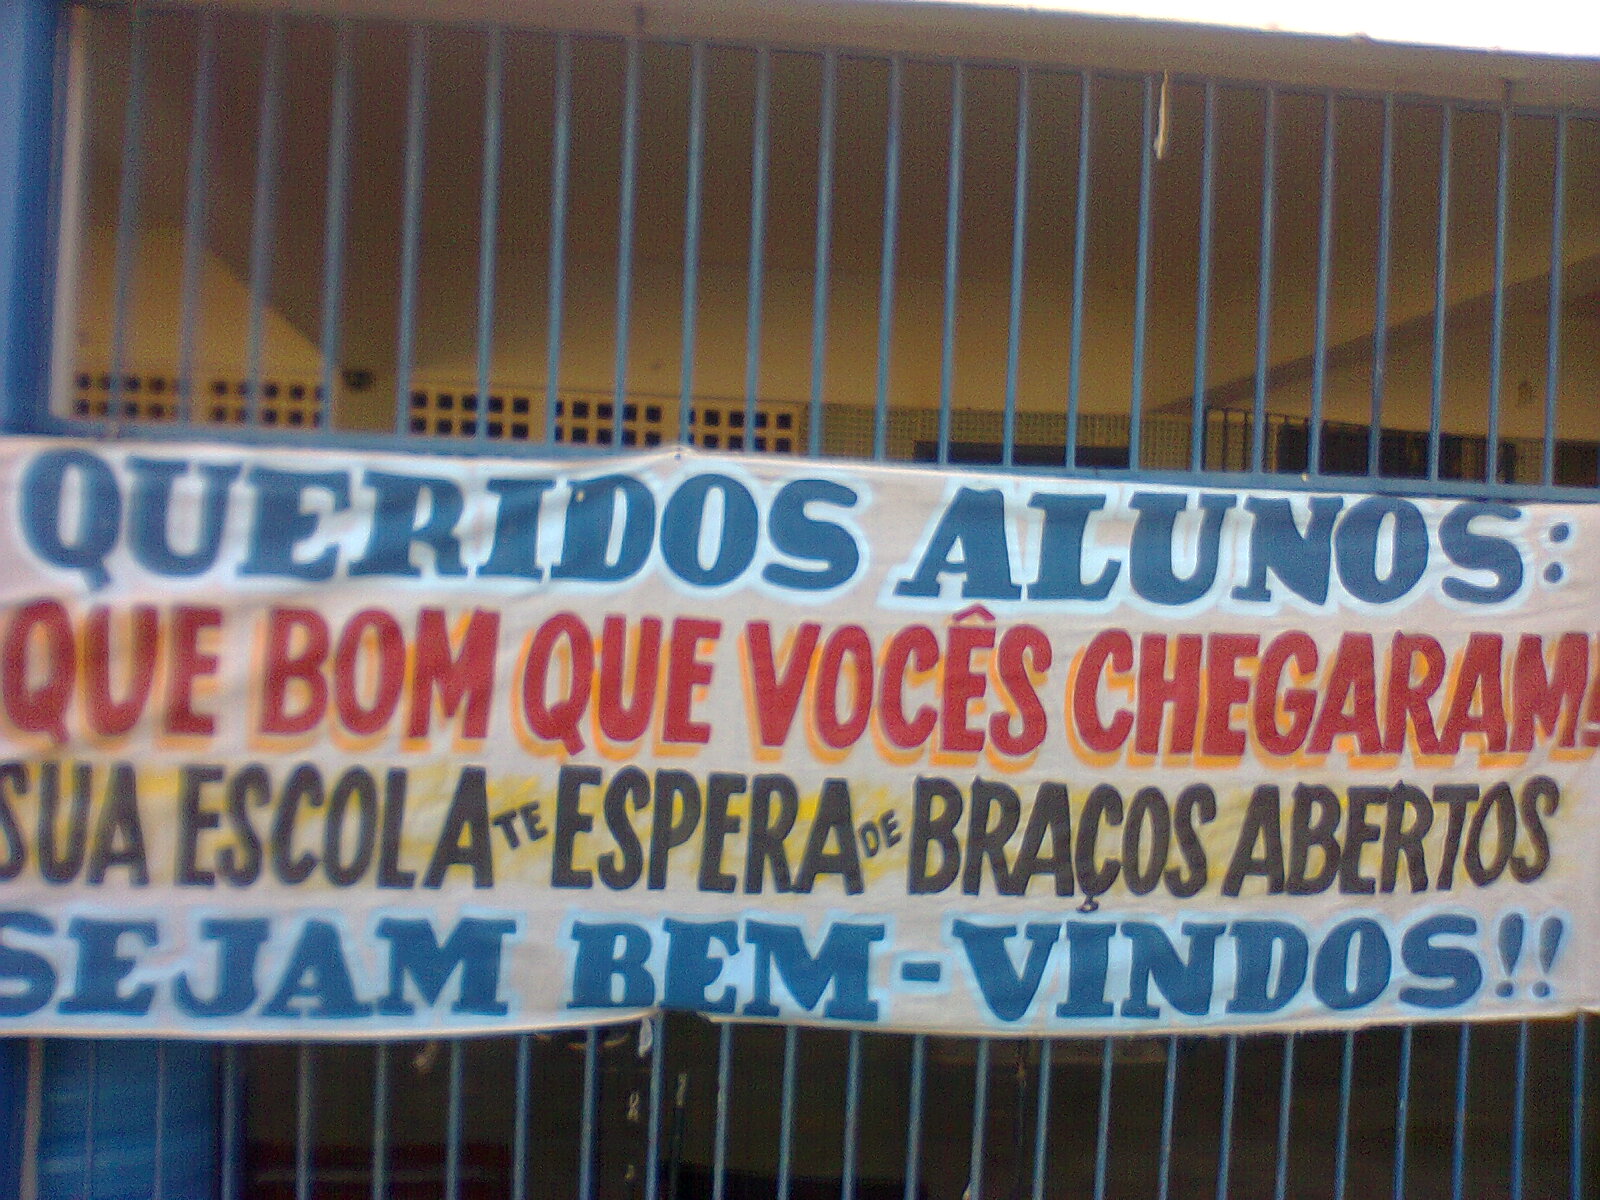 QUERIDOS ALUNOS:
QUE BOM QUE VOCÊS CHEGARAM!
SUA ESCOLA TE ESPERA DE BRAÇOS ABERTOS
SEJAM BEM-VINDOS!!